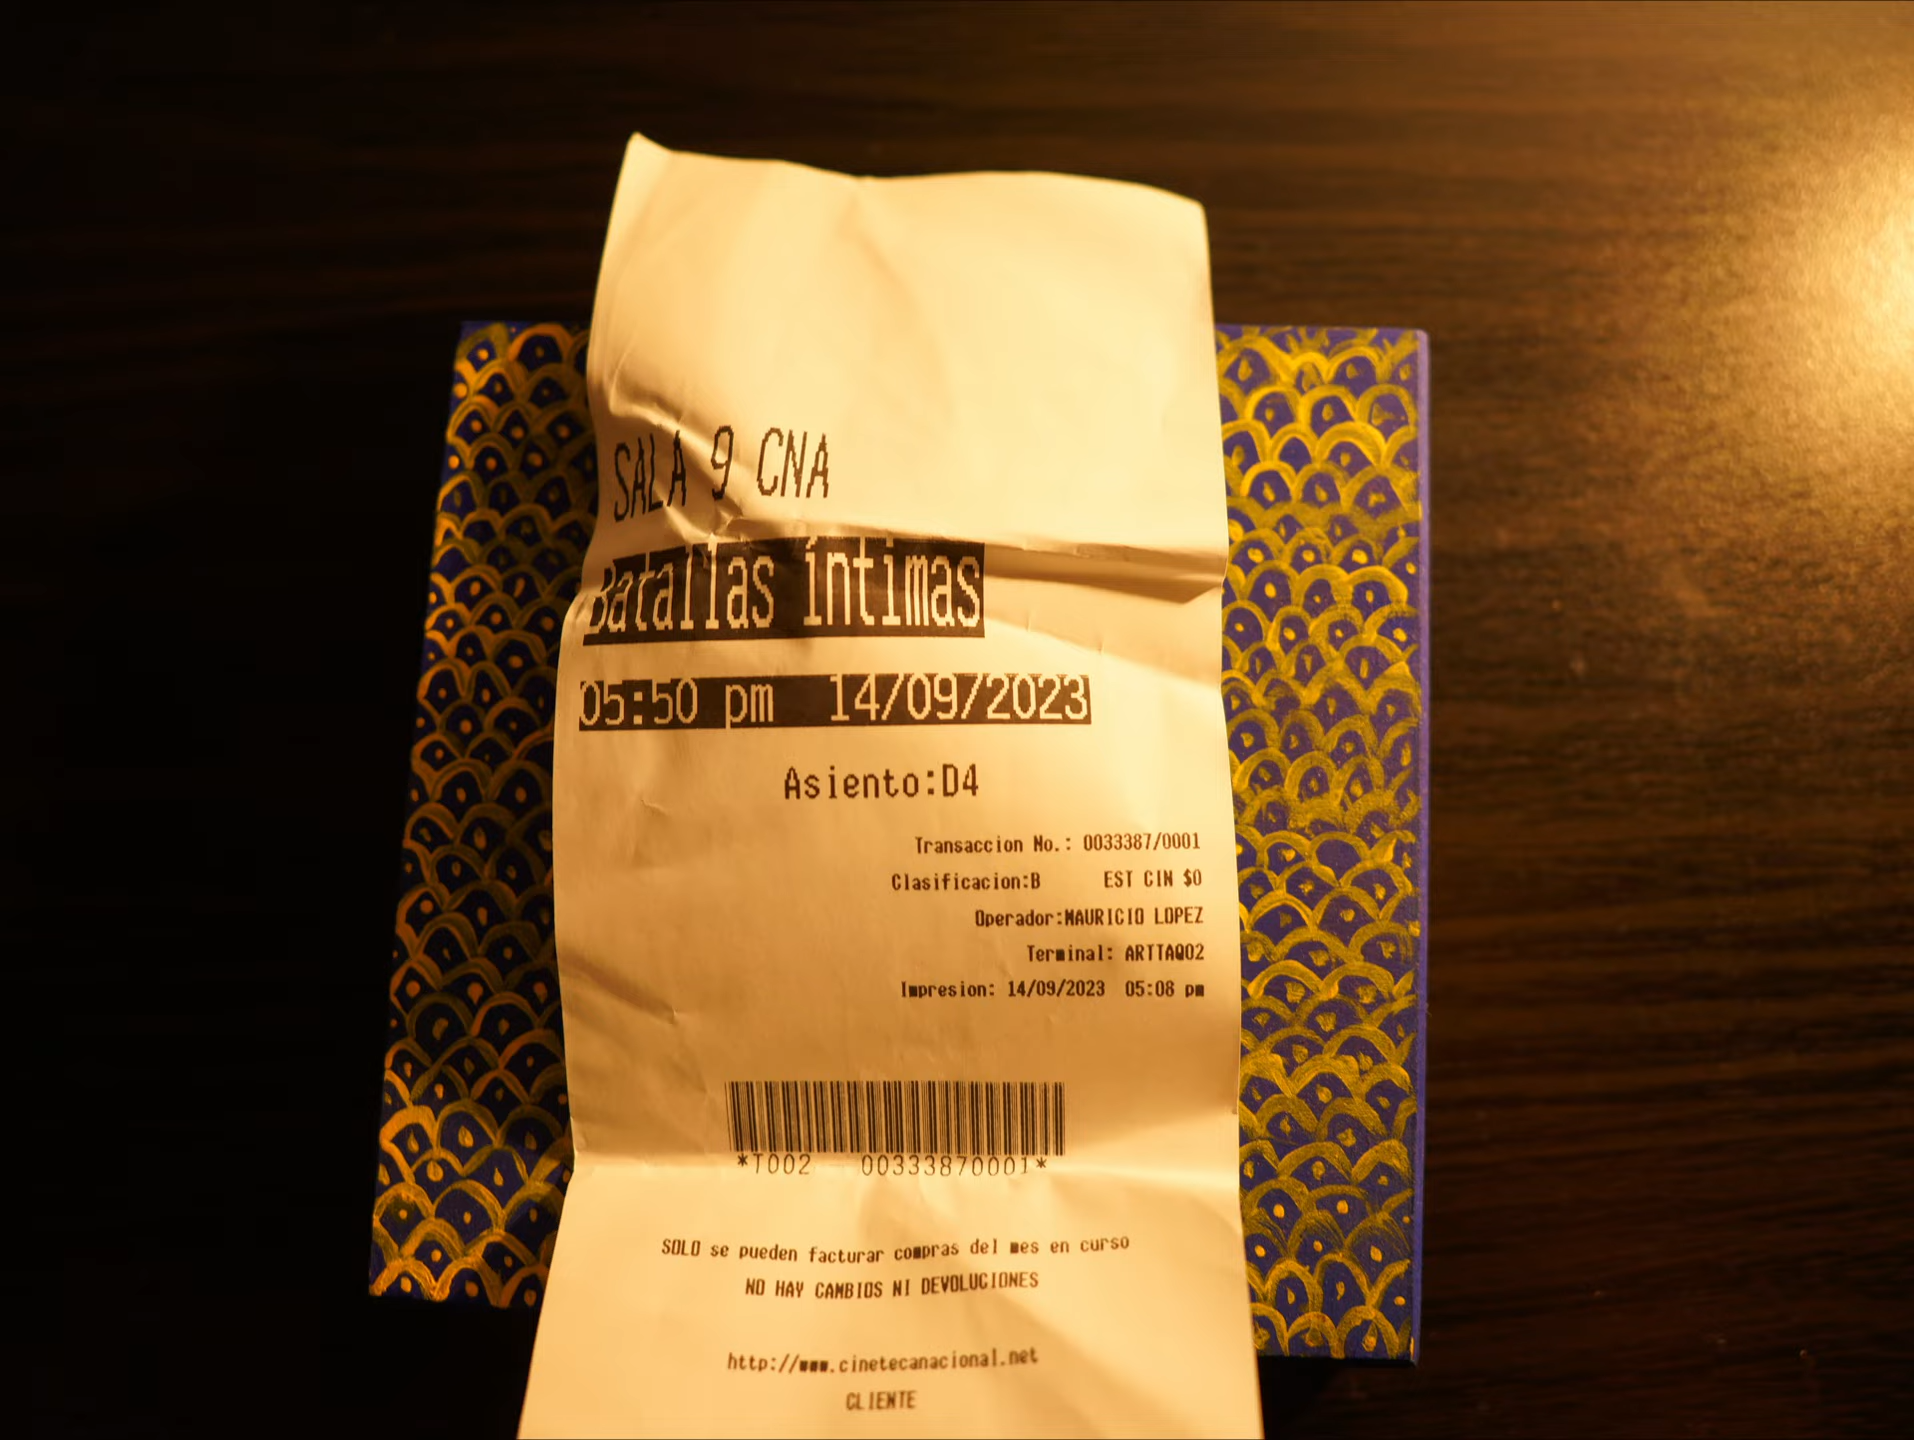 SALA 9 CNA
Batallas íntimas
05:50 pm 14/09/2023
Asiento:D4
Transaccion No.: 0033387/0001
Clasificacion:B EST CIN $0
Operador:MAURICIO LOPEZ
Terminal: ARTTAQ02
Impresion: 14/09/2023 05:08 pm
*T002 00333870001*
SOLO se pueden facturar compras del mes en curso
NO HAY CAMBIOS NI DEVOLUCIONES
http://www.cinetecanacional.net
CLIENTE